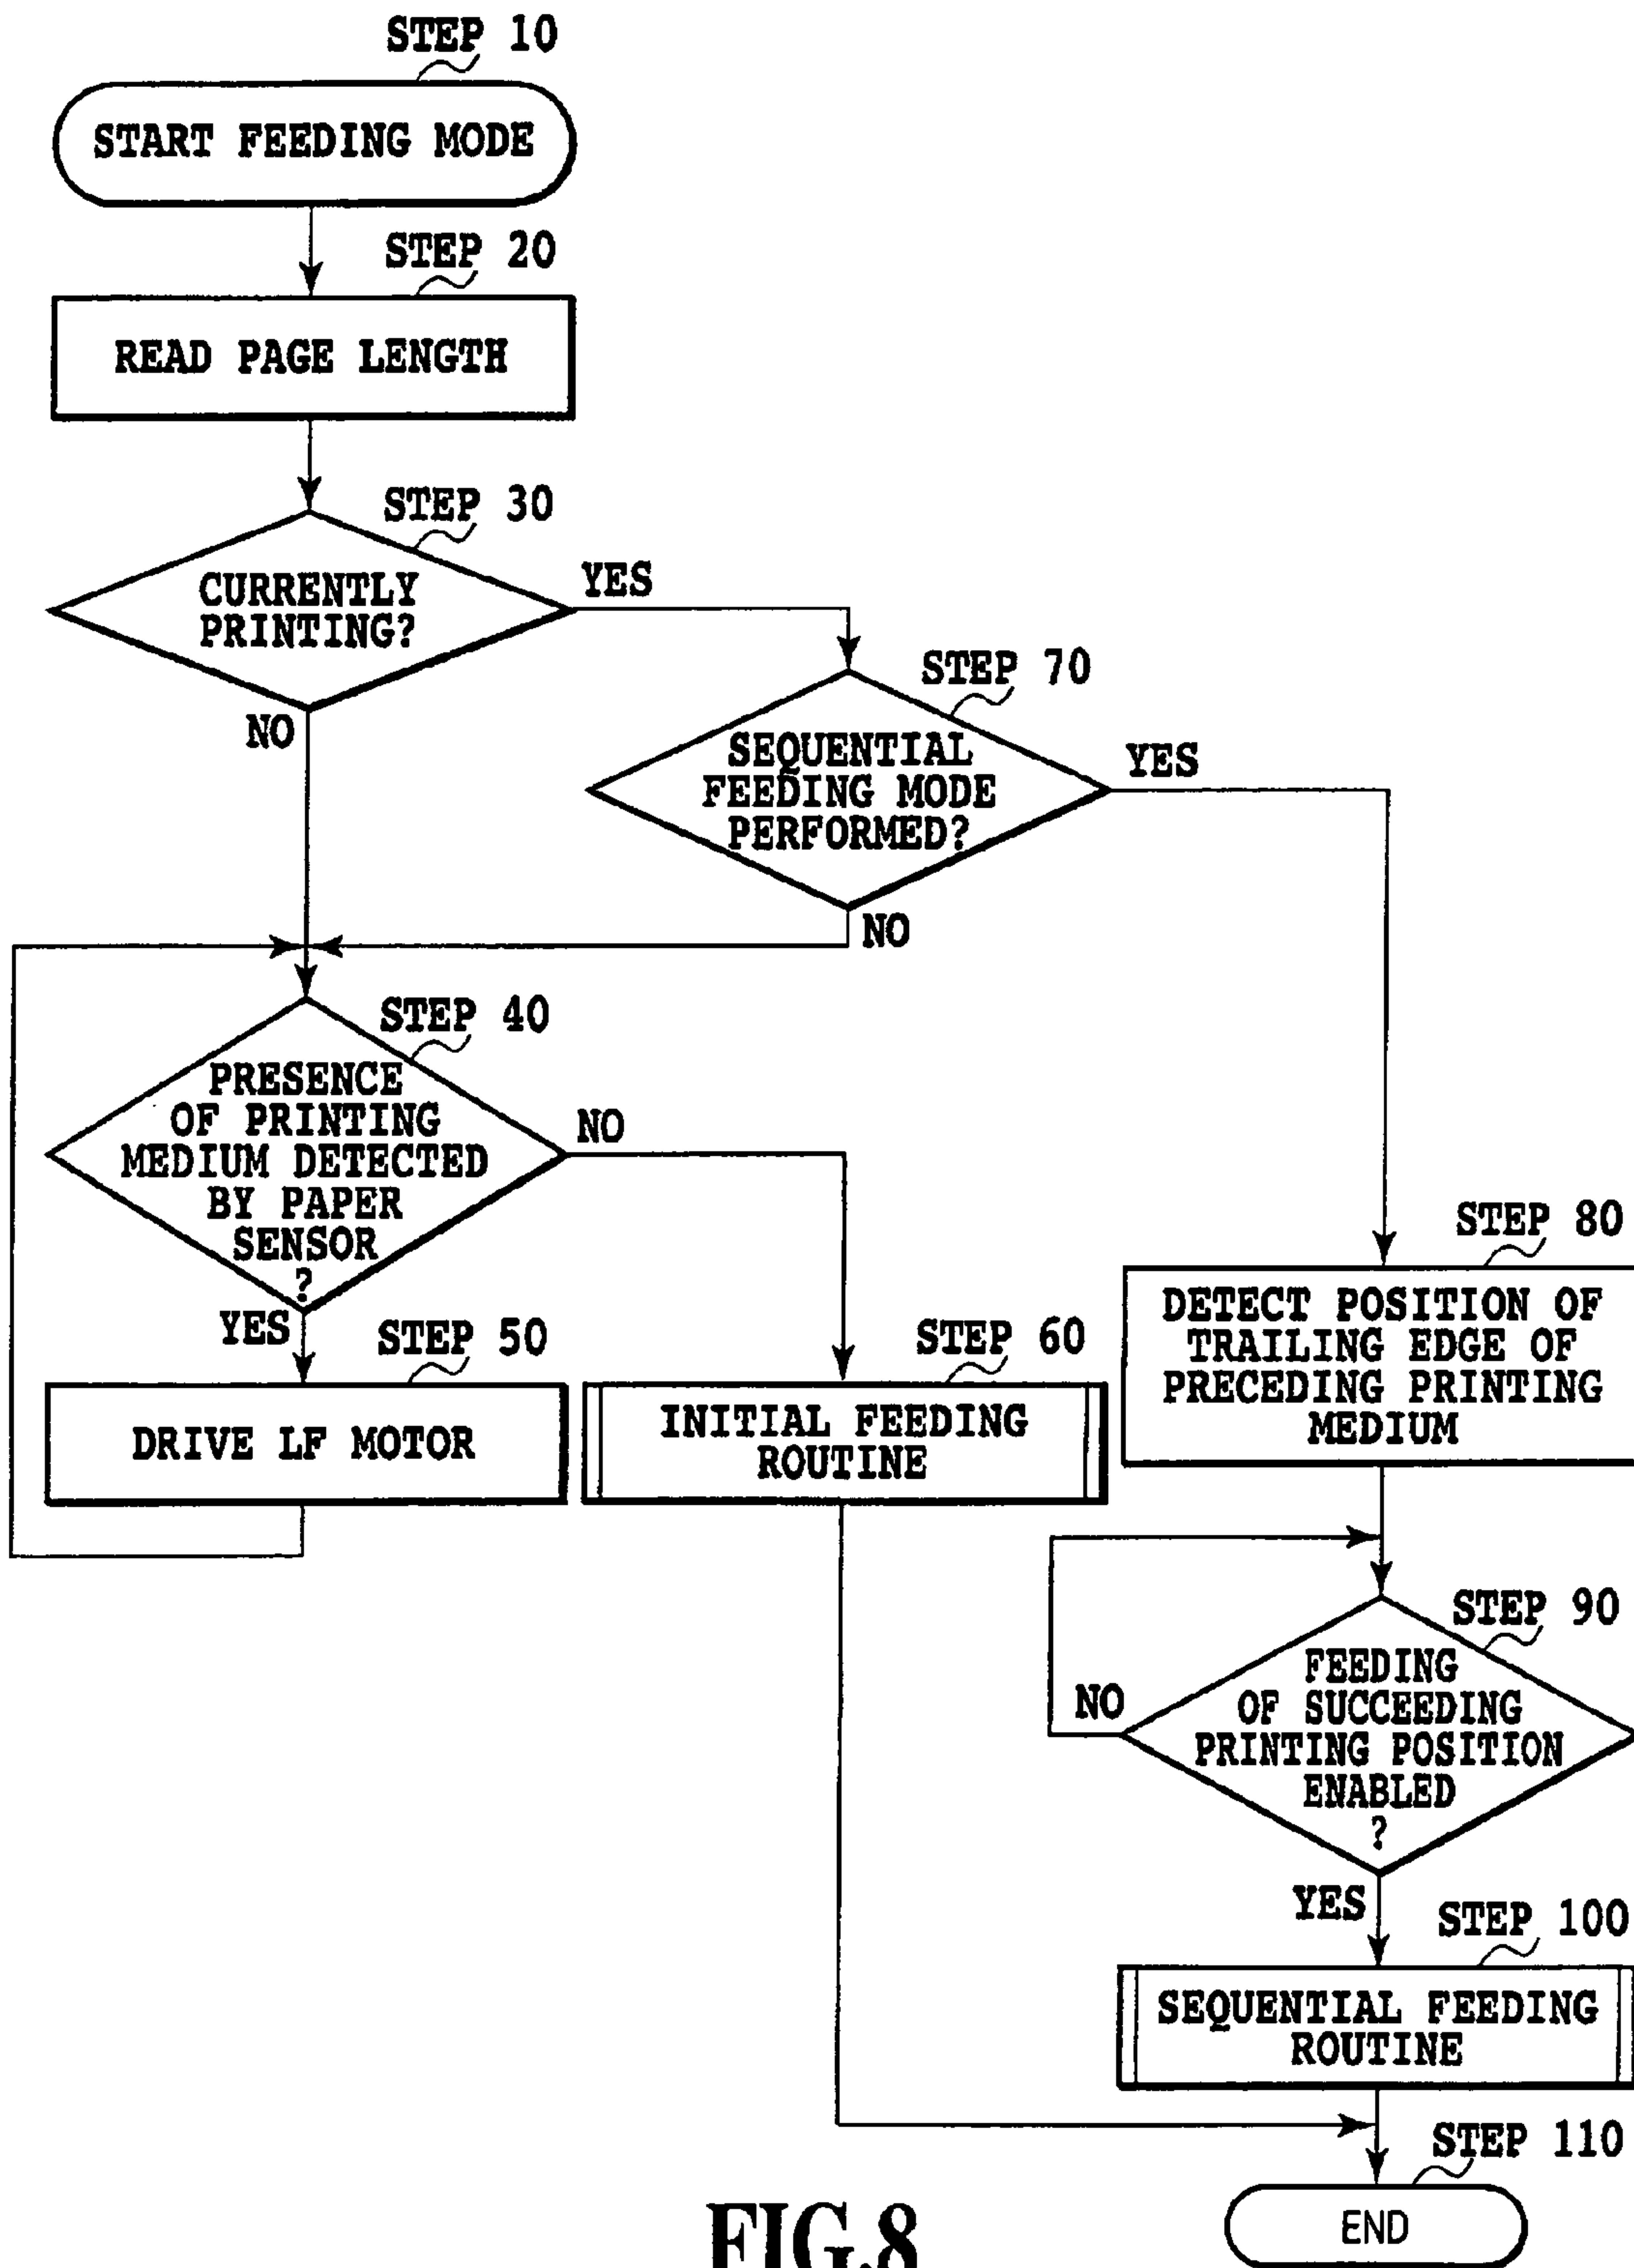 STEP 10
START FEEDING MODE
STEP 20
READ PAGE LENGTH
STEP 30
CURRENTLY
PRINTING?
YES
NO
STEP 70
SEQUENTIAL
FEEDING MODE
PERFORMED?
YES
NO
STEP 40
PRESENCE
OF PRINTING
MEDIUM DETECTED
BY PAPER
SENSOR
?
NO
YES
STEP 50
DRIVE LF MOTOR
STEP 60
INITIAL FEEDING
ROUTINE
STEP 80
DETECT POSITION OF
TRAILING EDGE OF
PRECEDING PRINTING
MEDIUM
STEP 90
FEEDING
OF SUCCEEDING
PRINTING POSITION
ENABLED
?
NO
YES
STEP 100
SEQUENTIAL FEEDING
ROUTINE
STEP 110
END
FIG.8